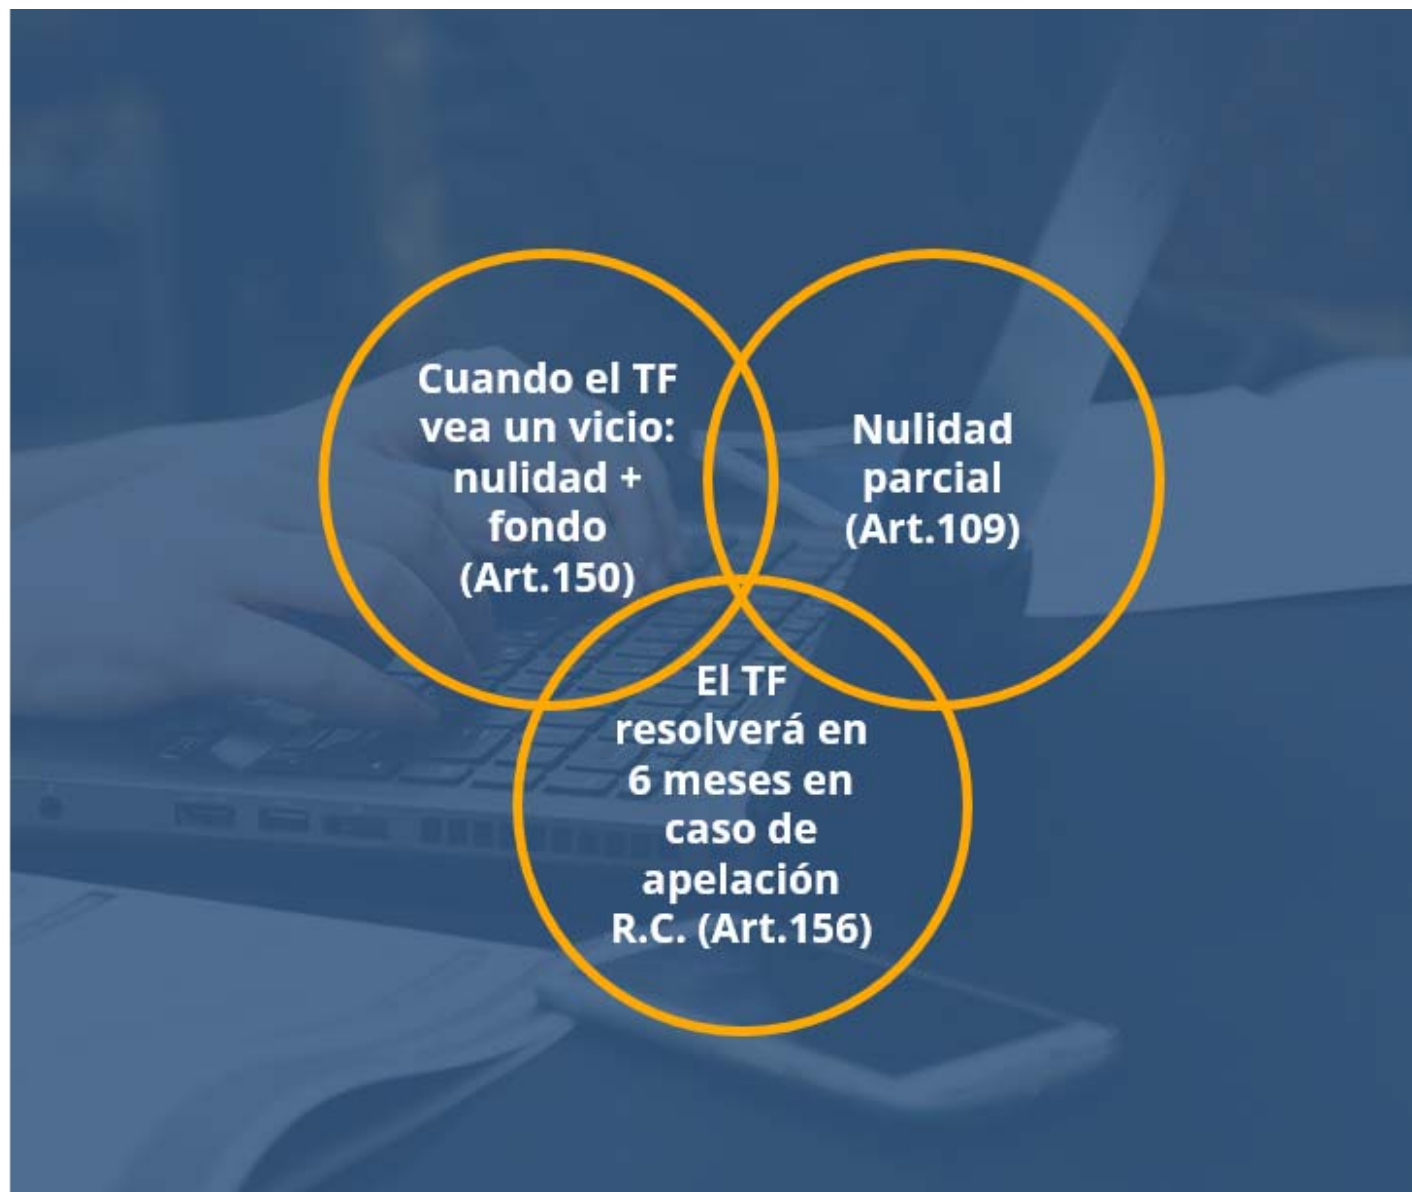 Cuando el TF
vea un vicio:
nulidad +
fondo
(Art.150)
Nulidad
parcial
(Art.109)
El TF
resolverá en
6 meses en
caso de
apelación
R.C. (Art.156)